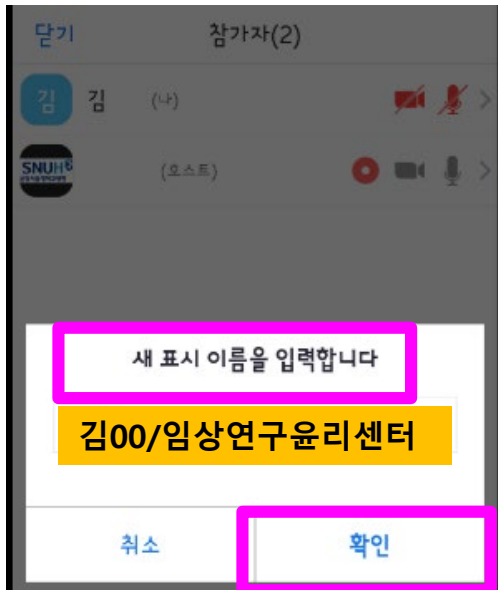 닫기 참가자(2)
김 김 (나)
SNUH (호스트)
새 표시 이름을 입력합니다
김00/임상연구윤리센터
취소 확인